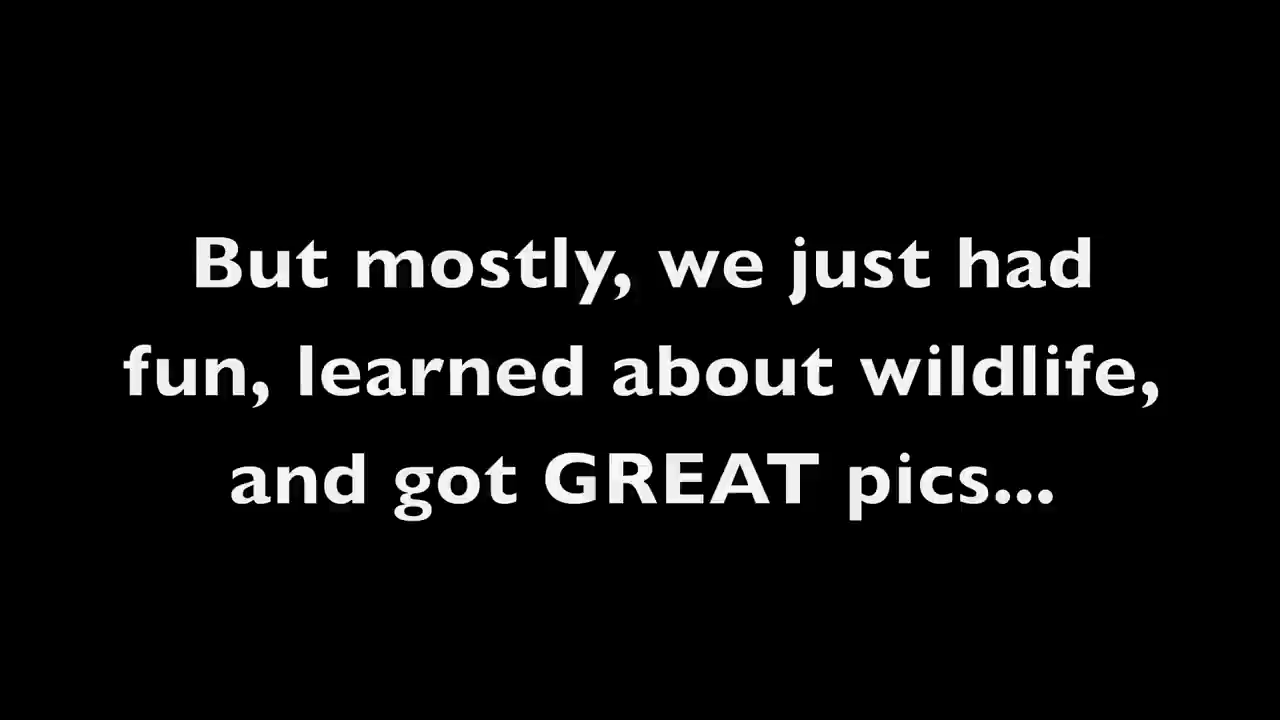 But mostly, we just had
fun, learned about wildlife,
and got GREAT pics...